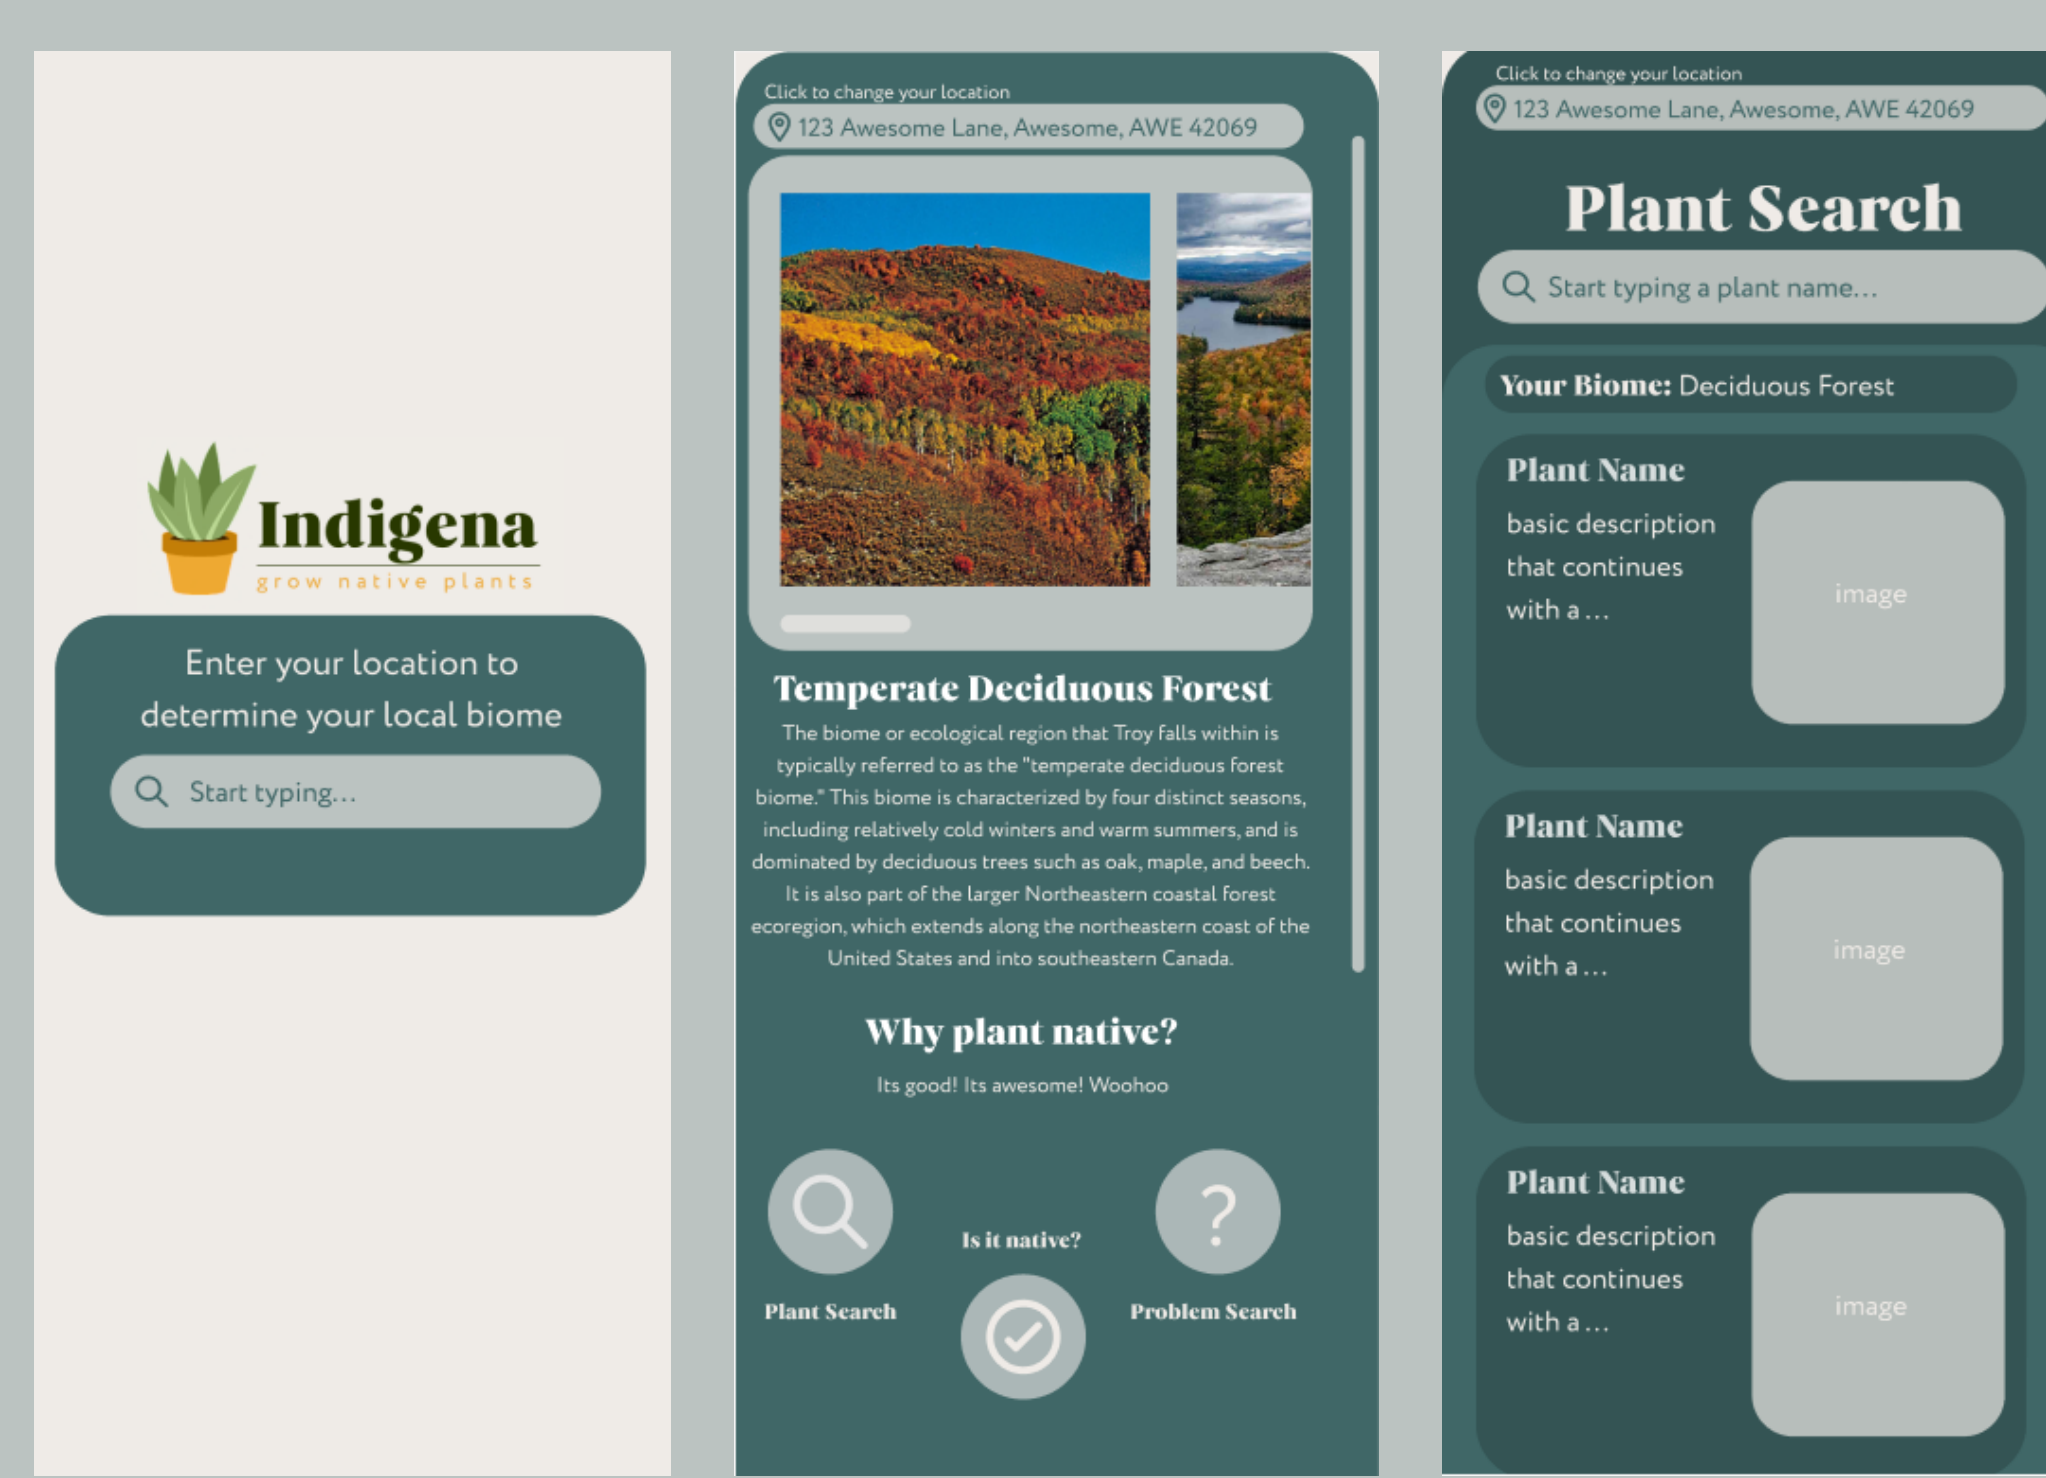 Indigena
grow native plants
Enter your location to
determine your local biome
Start typing...
Click to change your location
123 Awesome Lane, Awesome, AWE 42069
Temperate Deciduous Forest
The biome or ecological region that Troy falls within is
typically referred to as the "temperate deciduous forest
biome." This biome is characterized by four distinct seasons,
including relatively cold winters and warm summers, and is
dominated by deciduous trees such as oak, maple, and beech.
It is also part of the larger Northeastern coastal forest
ecoregion, which extends along the northeastern coast of the
United States and into southeastern Canada.
Why plant native?
Its good! Its awesome! Woohoo
?
Is it native?
Plant Search
Problem Search
Click to change your location
123 Awesome Lane, Awesome, AWE 42069
Plant Search
Start typing a plant name...
Your Biome: Deciduous Forest
Plant Name
basic description
that continues
with a ...
image
Plant Name
basic description
that continues
with a ...
image
Plant Name
basic description
that continues
with a ...
image